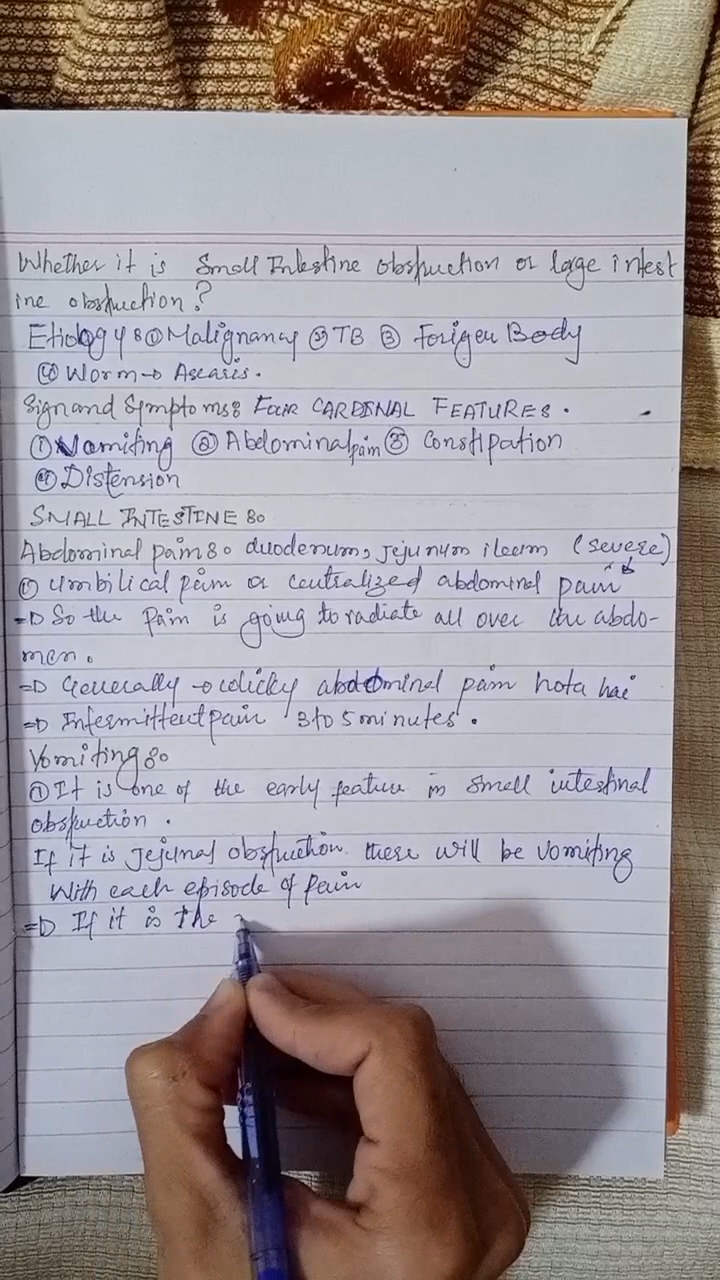 Whether it is Small Intestine obstruction or large intest
ine obstruction?
Etiology : ① Malignancy ② TB ③ Forigeu Body
④ Worm → Ascaris.
Sign and Symptoms: FOUR CARDINAL FEATURES.
① Vomiting ② Abdominal pain ③ Constipation
④ Distension
SMALL INTESTINE :
Abdominal pain : duodenum, jejunum ileum (severe)
① umbilical pain or centralized abdominal pain
⇒ So the pain is going to radiate all over the abdo-
men.
⇒ Generally → colicky abdominal pain hota hai
⇒ Intermittent pain 3 to 5 minutes.
Vomiting :
① It is one of the early feature in small intestinal
obstruction.
If it is jejunal obstruction there will be vomiting
with each episode of pain
⇒ If it is the